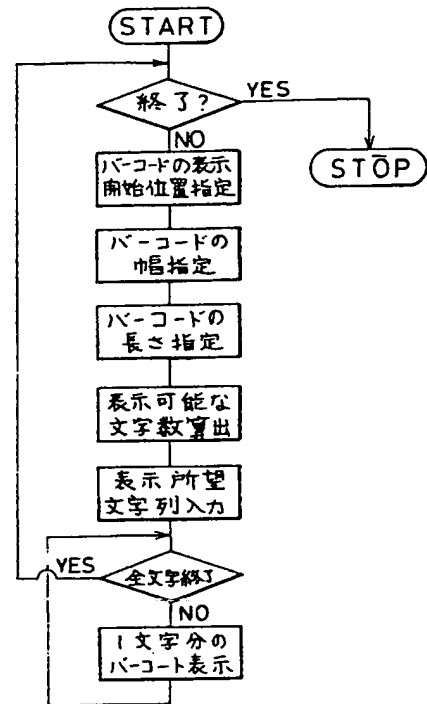 START
終了?
YES
NO
STOP
バーコードの表示
開始位置指定
バーコードの
幅指定
バーコードの
長さ指定
表示可能な
文字数算出
表示所望
文字列入力
YES
全文字終了
NO
1文字分の
バーコート表示